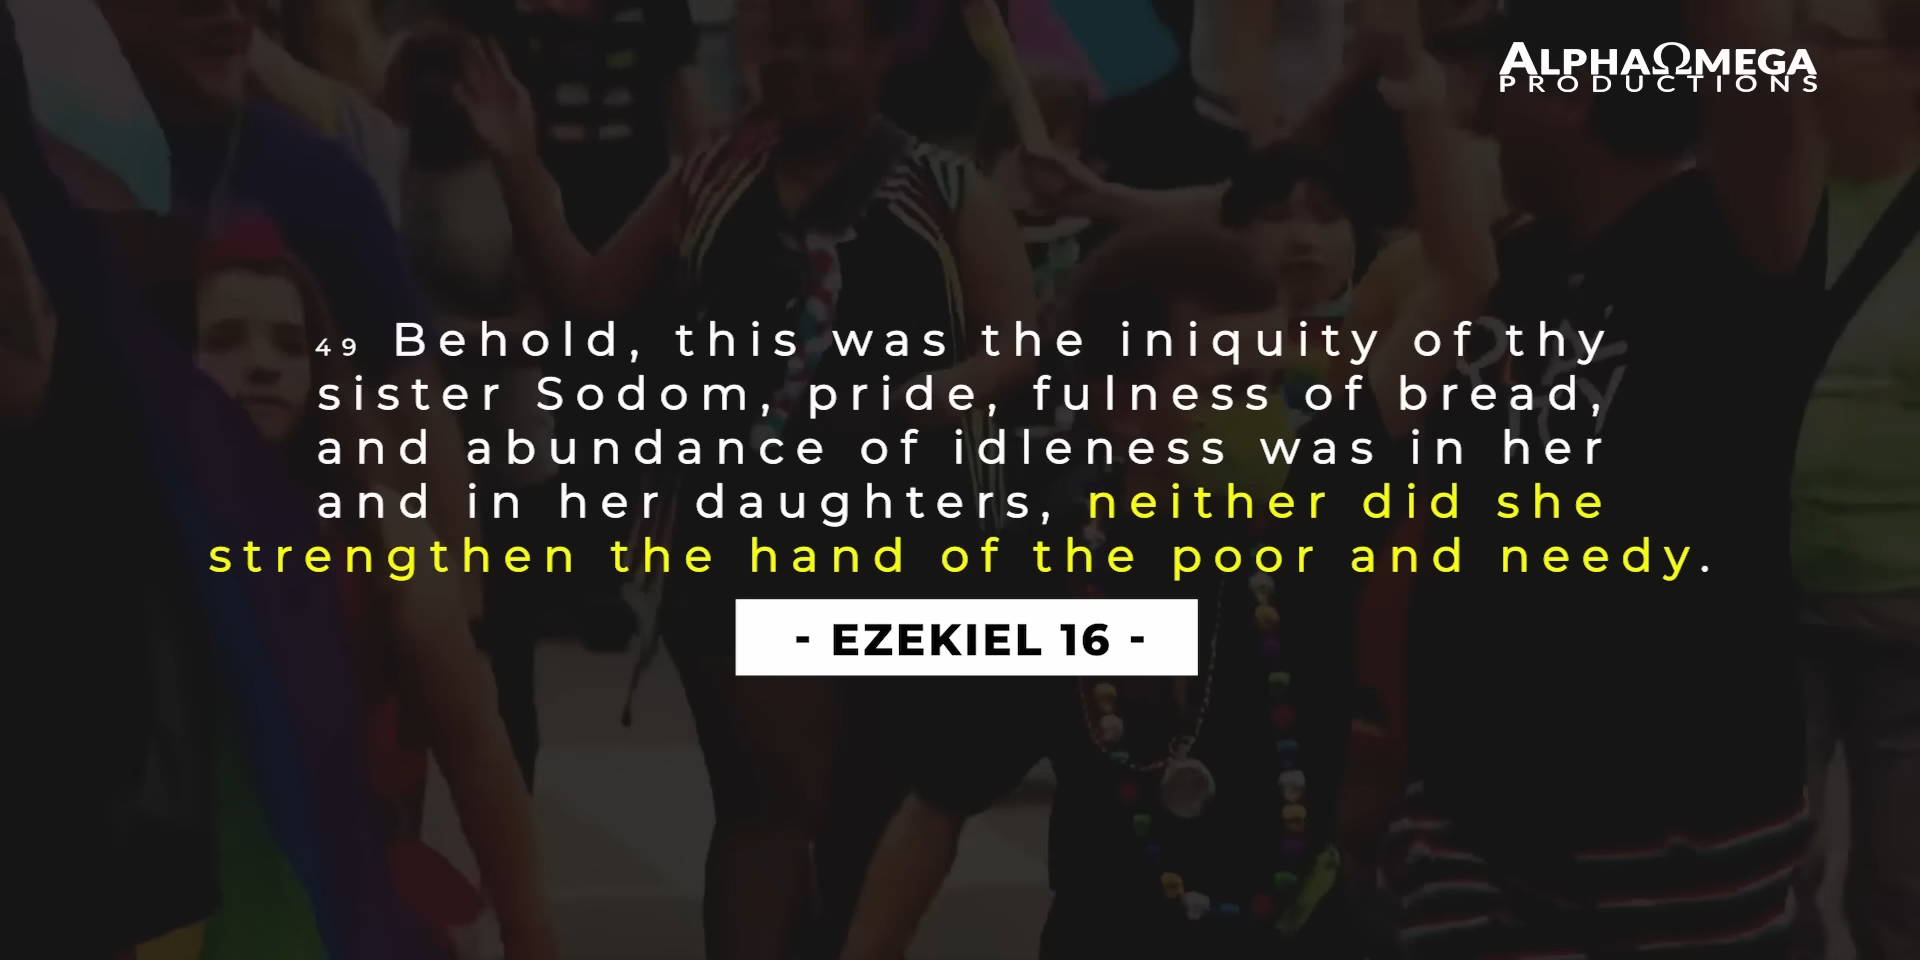 ALPHAΩMEGA
PRODUCTIONS
49 Behold, this was the iniquity of thy
sister Sodom, pride, fulness of bread,
and abundance of idleness was in her
and in her daughters, neither did she
strengthen the hand of the poor and needy.
- EZEKIEL 16 -